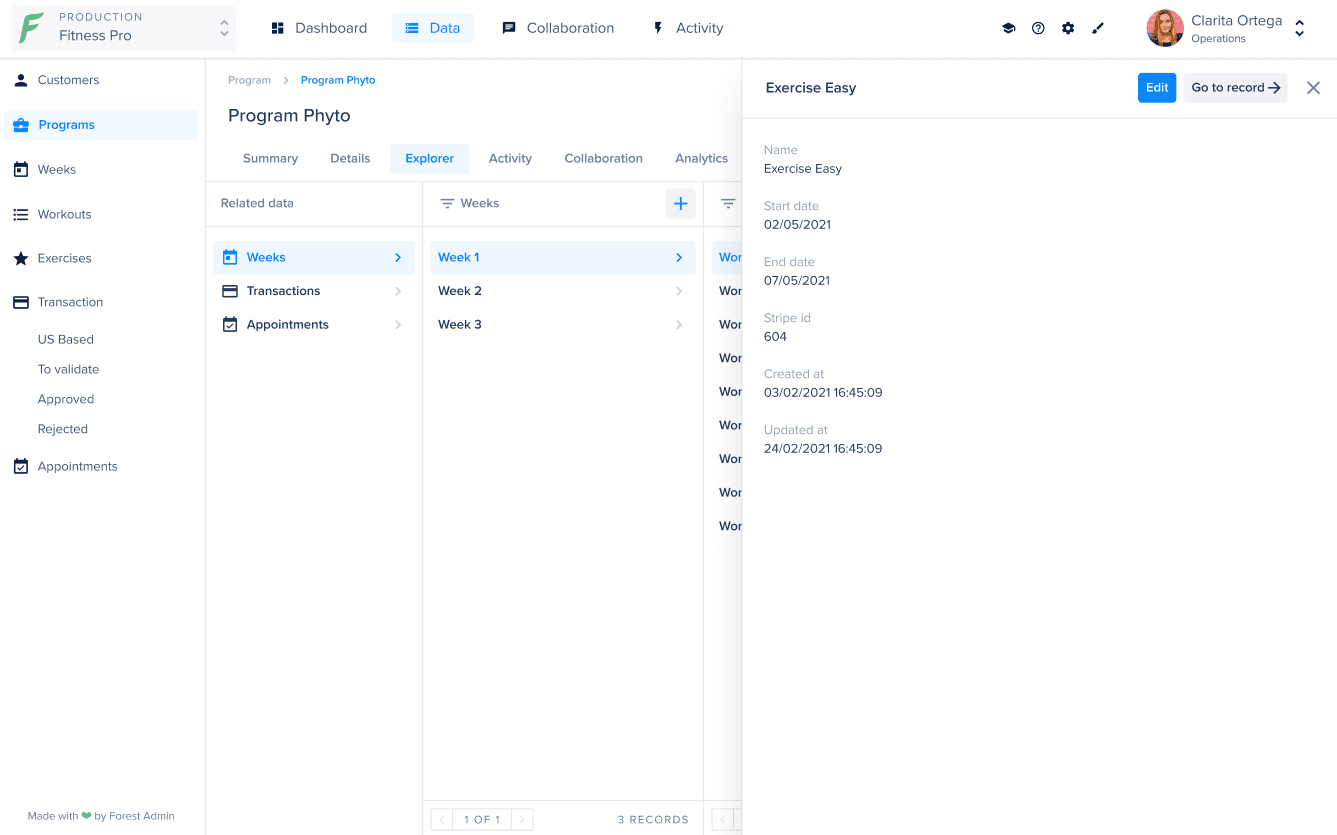 PRODUCTION
Fitness Pro
Dashboard
Data
Collaboration
Activity
Clarita Ortega
Operations
Customers
Programs
Weeks
Workouts
Exercises
Transaction
US Based
To validate
Approved
Rejected
Appointments
Made with ❤ by Forest Admin
Program > Program Phyto
Program Phyto
Summary
Details
Explorer
Activity
Collaboration
Analytics
Related data
Weeks
Transactions
Appointments
Weeks
Week 1
Week 2
Week 3
1 OF 1
3 RECORDS
Wor
Wor
Wor
Wor
Wor
Wor
Wor
Wor
Wor
Exercise Easy
Edit
Go to record →
Name
Exercise Easy
Start date
02/05/2021
End date
07/05/2021
Stripe id
604
Created at
03/02/2021 16:45:09
Updated at
24/02/2021 16:45:09